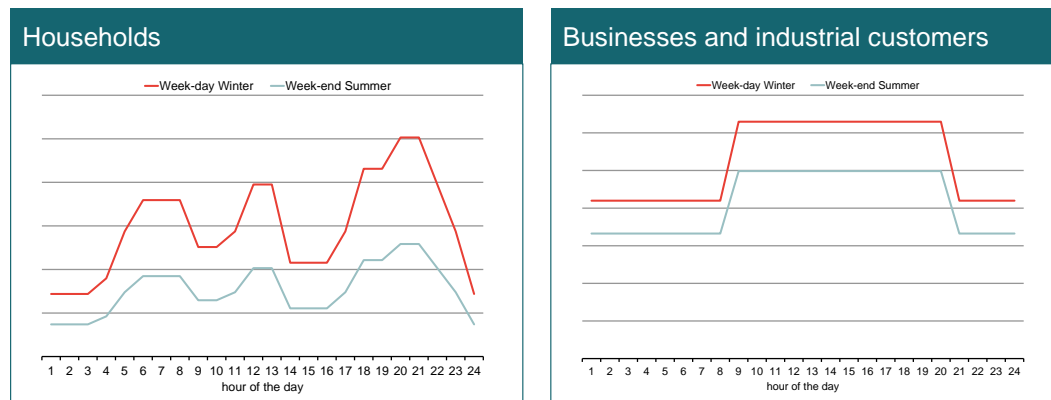 Households
Week-day Winter Week-end Summer
1 2 3 4 5 6 7 8 9 10 11 12 13 14 15 16 17 18 19 20 21 22 23 24
hour of the day
Businesses and industrial customers
Week-day Winter Week-end Summer
1 2 3 4 5 6 7 8 9 10 11 12 13 14 15 16 17 18 19 20 21 22 23 24
hour of the day